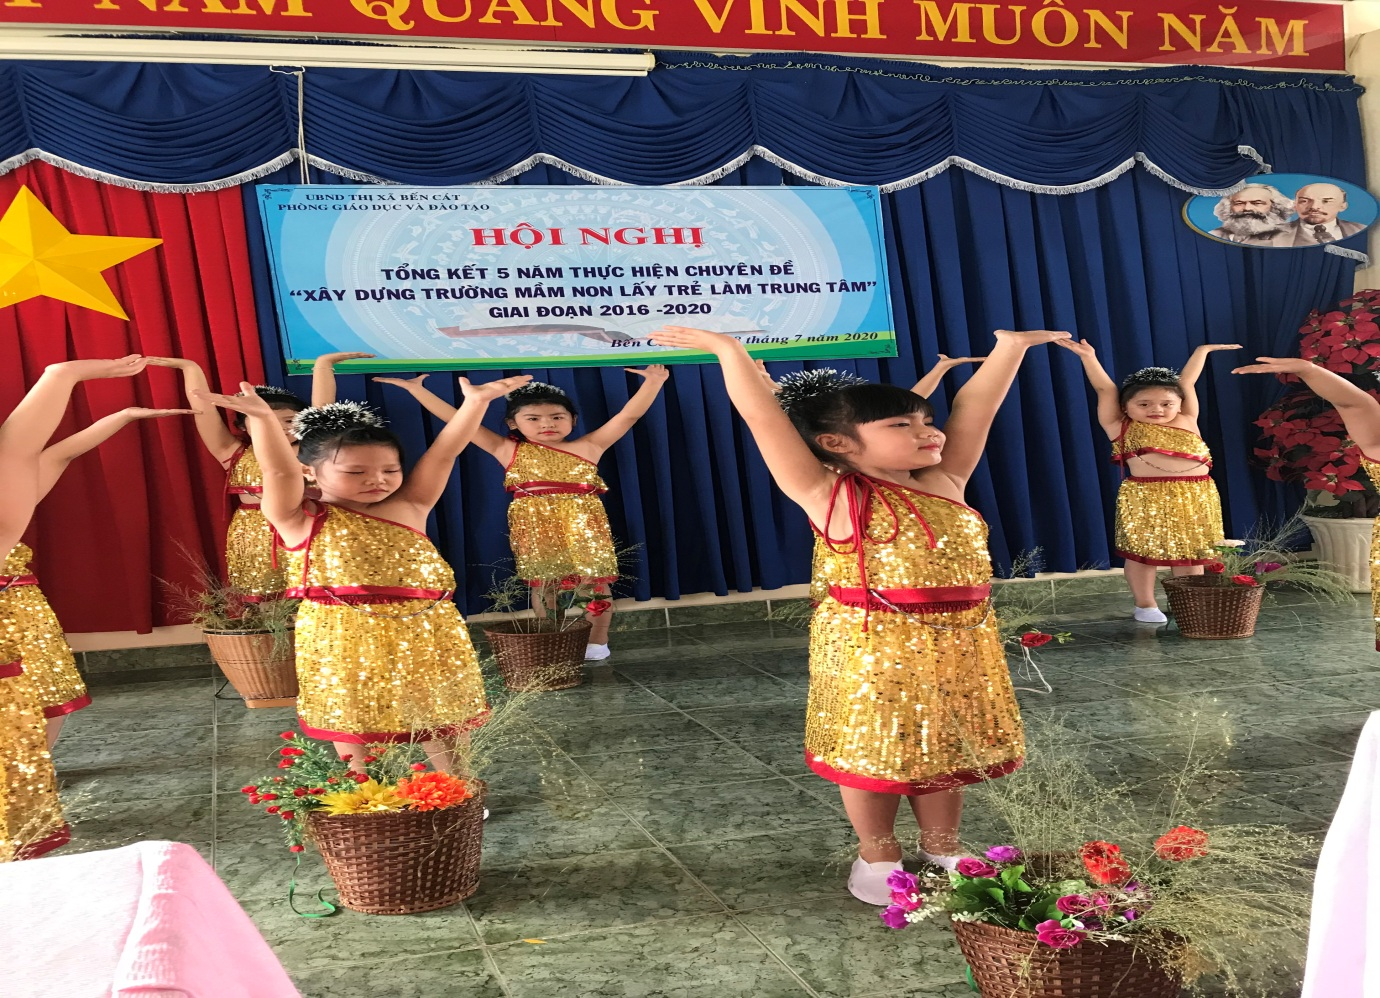 NAM QUANG VINH MUÔN NĂM
UBND THỊ XÃ BẾN CÁT
PHÒNG GIÁO DỤC VÀ ĐÀO TẠO
HỘI NGHỊ
TỔNG KẾT 5 NĂM THỰC HIỆN CHUYÊN ĐỀ
“XÂY DỰNG TRƯỜNG MẦM NON LẤY TRẺ LÀM TRUNG TÂM”
GIAI ĐOẠN 2016 -2020
Bến tháng 7 năm 2020